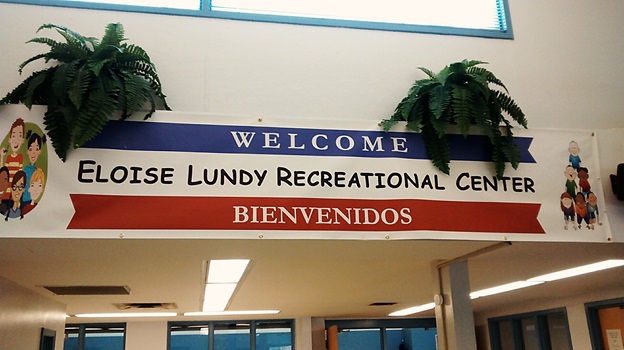 WELCOME
ELOISE LUNDY RECREATIONAL CENTER
BIENVENIDOS